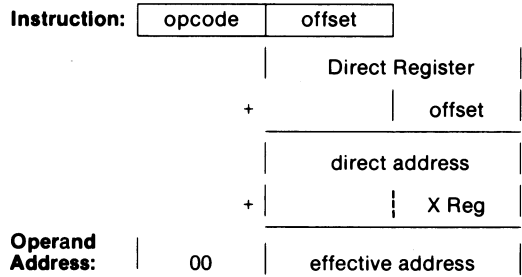 Instruction: opcode offset
Direct Register
+ offset
direct address
+ X Reg
Operand
Address: 00 effective address